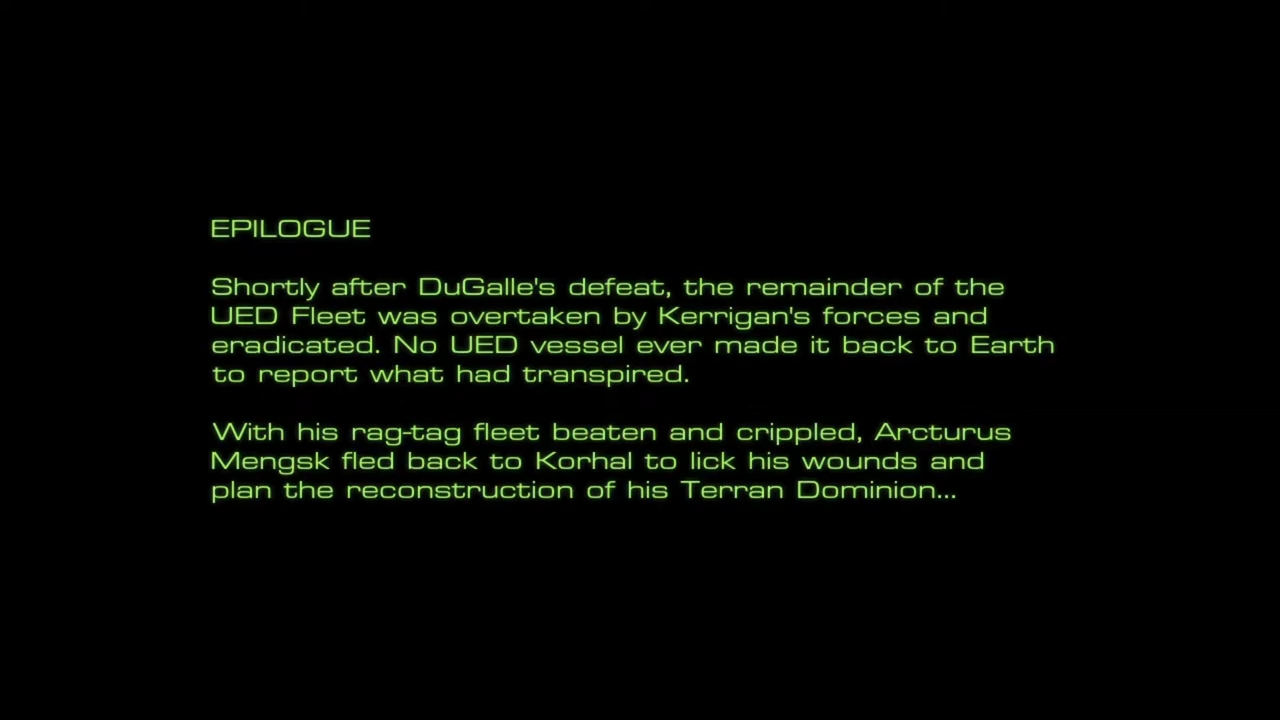 EPILOGUE
Shortly after DuGalle's defeat, the remainder of the
UED Fleet was overtaken by Kerrigan's forces and
eradicated. No UED vessel ever made it back to Earth
to report what had transpired.
With his rag-tag fleet beaten and crippled, Arcturus
Mengsk fled back to Korhal to lick his wounds and
plan the reconstruction of his Terran Dominion...